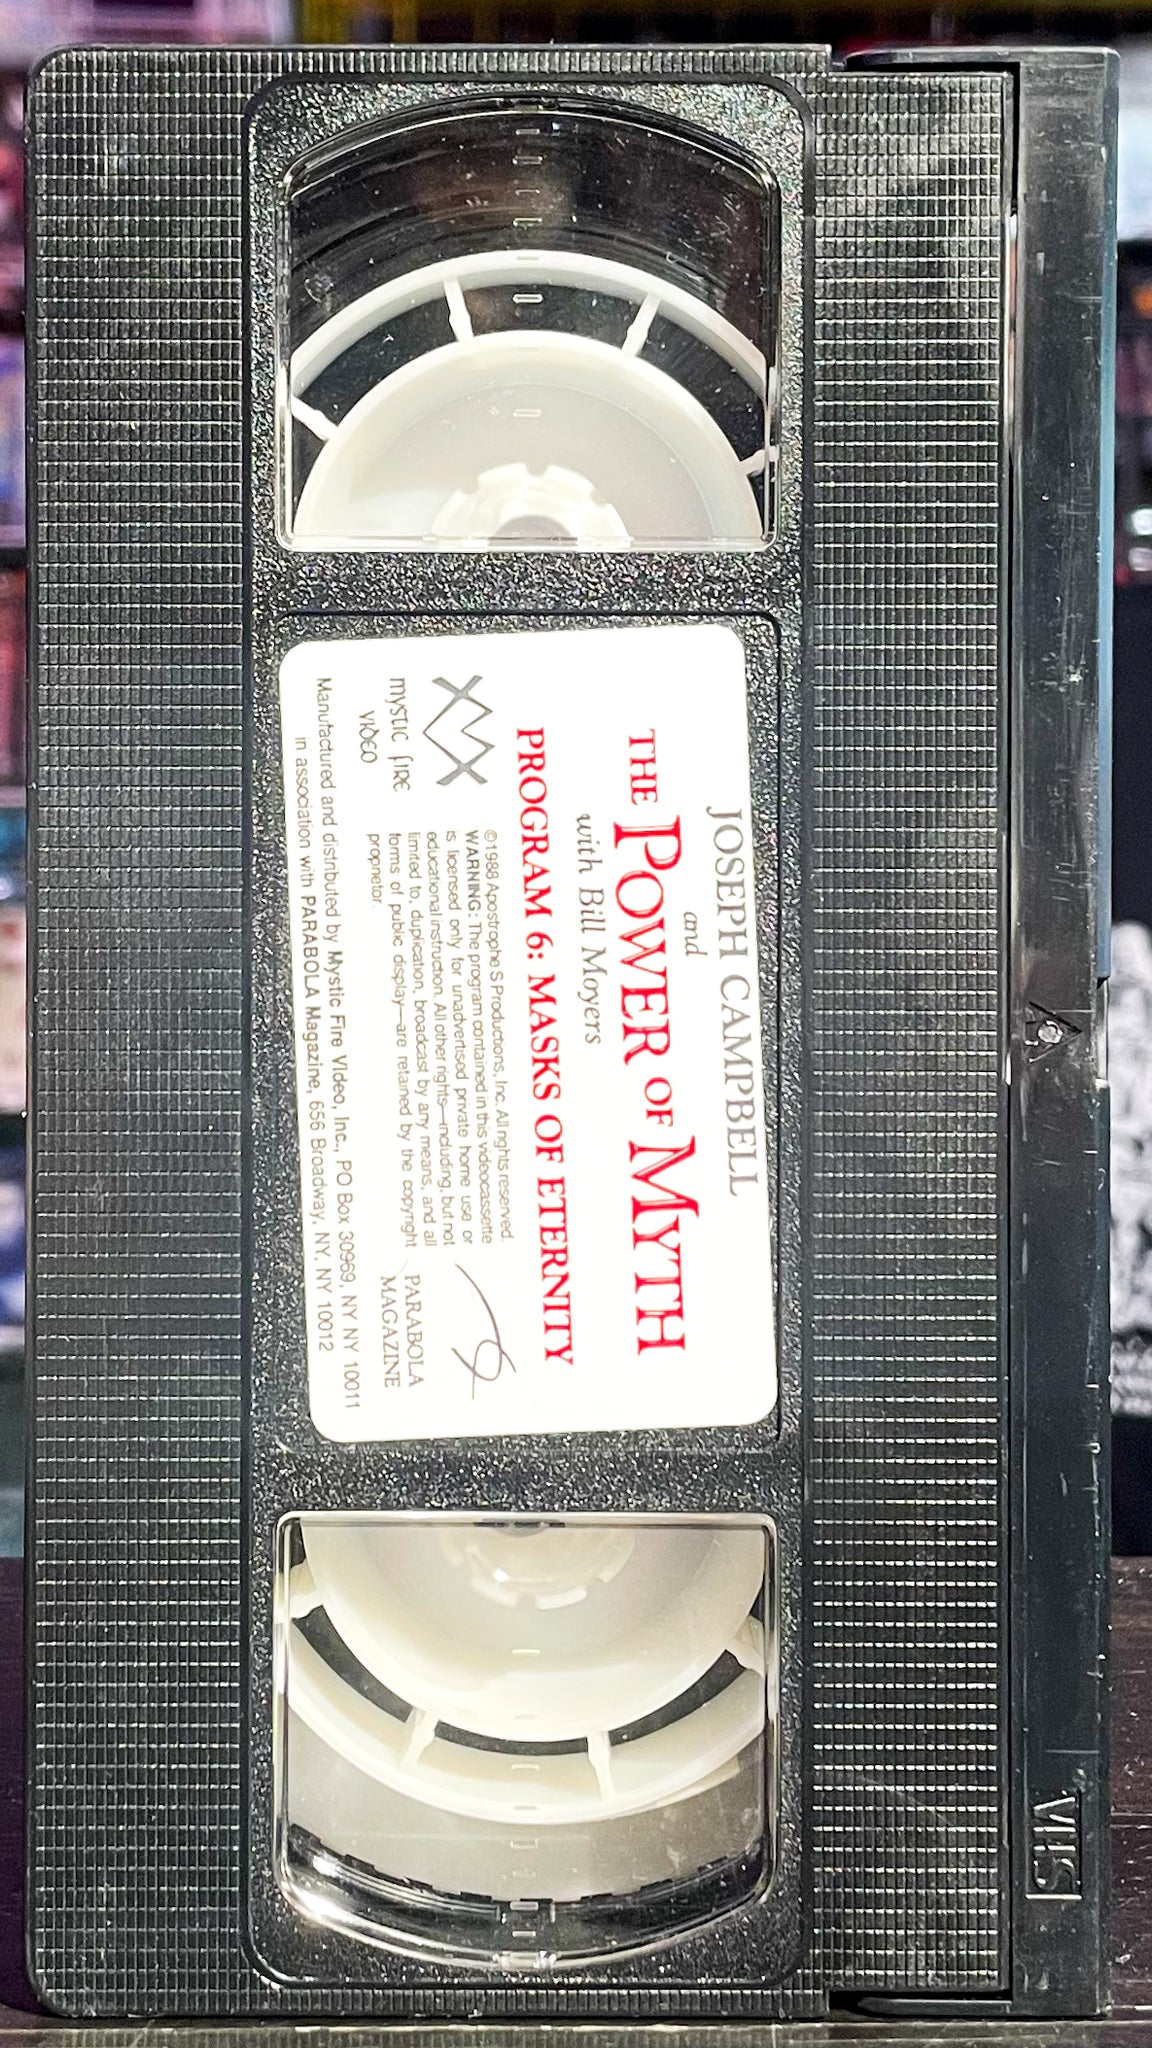 JOSEPH CAMPBELL
and
THE POWER OF MYTH
with Bill Moyers
PROGRAM 6: MASKS OF ETERNITY
mystic fire
video
©1988 Apostrophe S Productions, Inc. All rights reserved.
WARNING: The program contained in this videocassette
is licensed only for unadvertised private home use or
educational instruction. All other rights—including, but not
limited to, duplication, broadcast by any means, and all
forms of public display—are retained by the copyright
proprietor.
PARABOLA
MAGAZINE
Manufactured and distributed by Mystic Fire Video, Inc., PO Box 30969, NY NY 10011
in association with PARABOLA Magazine, 656 Broadway, NY, NY 10012
VHS